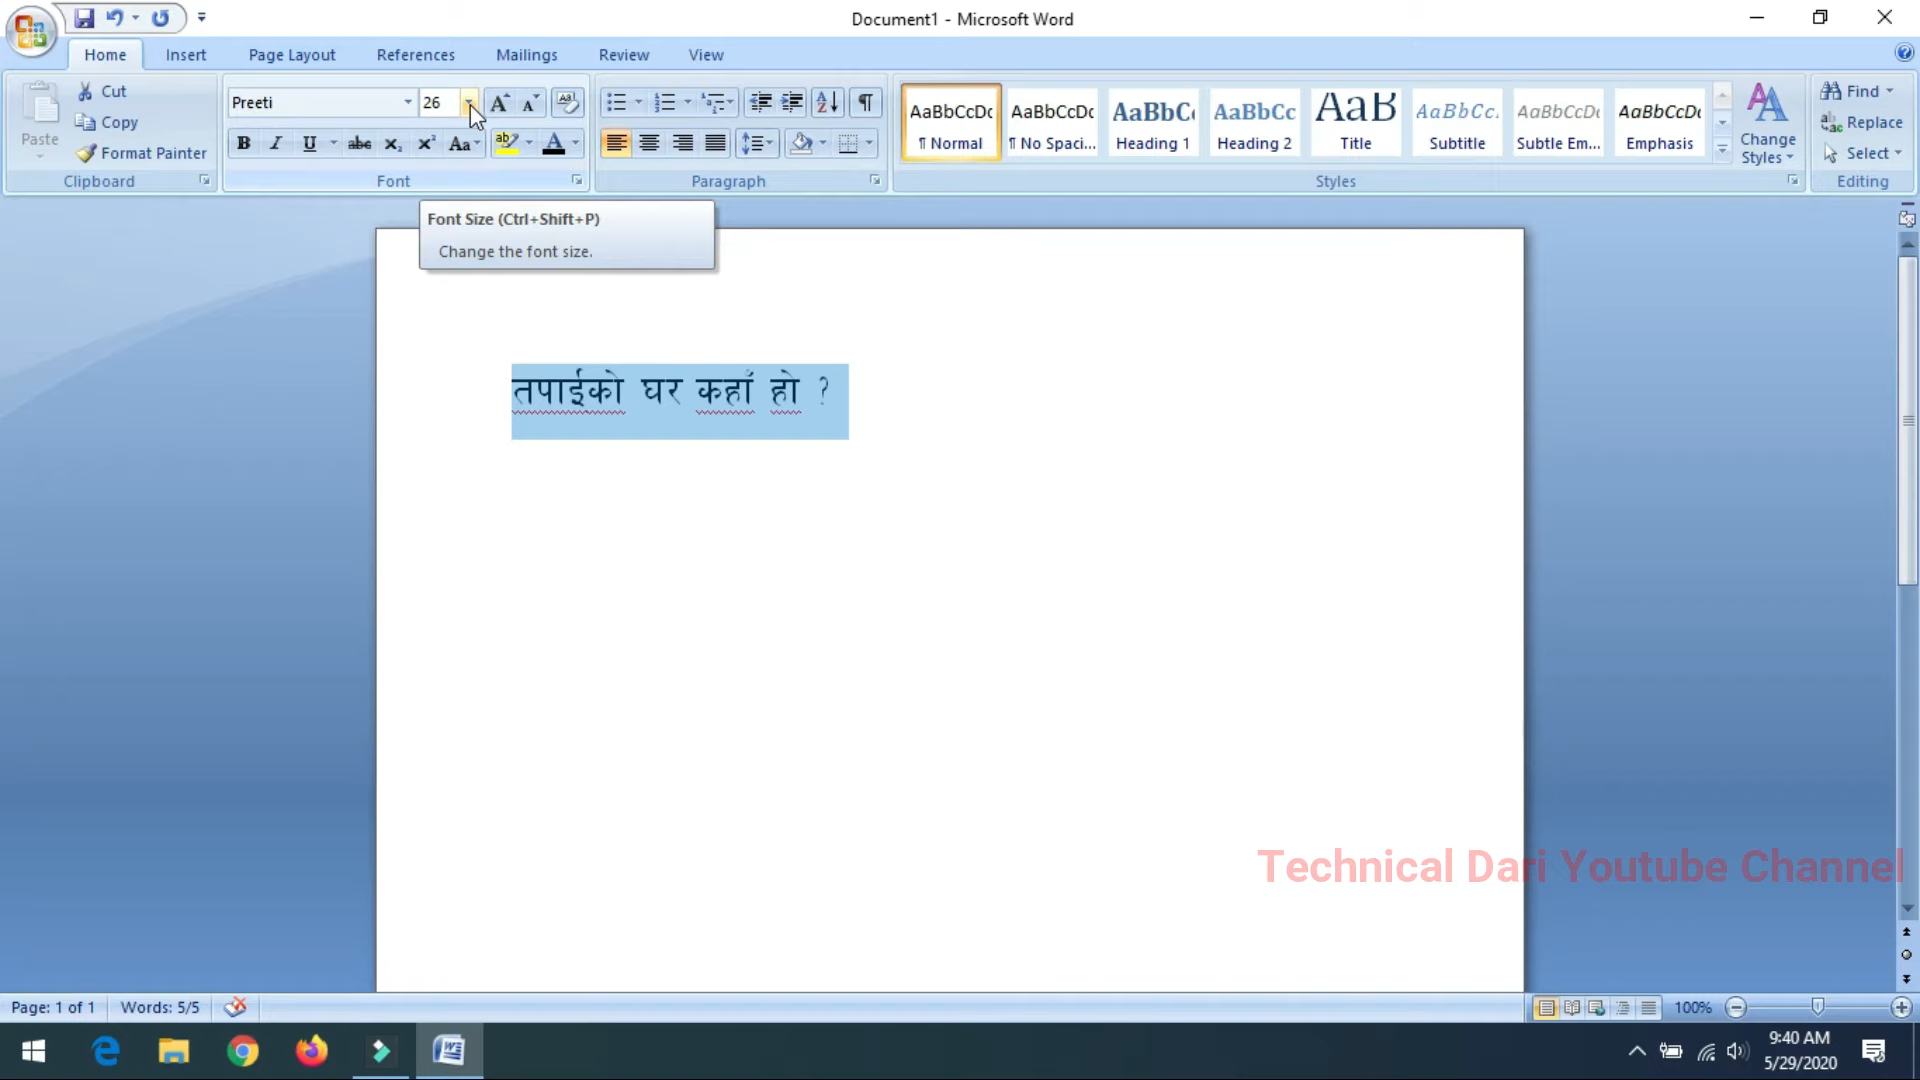 Document1 - Microsoft Word
Home Insert Page Layout References Mailings Review View
Paste
Cut
Copy
Format Painter
Clipboard
Preeti 26
Font
Paragraph
AaBbCcDc AaBbCcDc AaBbC AaBbCc AaB AaBbCc. AaBbCcDc AaBbCcDc
¶ Normal ¶ No Spaci... Heading 1 Heading 2 Title Subtitle Subtle Em... Emphasis
Change Styles
Styles
Find
Replace
Select
Editing
Font Size (Ctrl+Shift+P)
Change the font size.
तपाईको घर कहाँ हो ?
Technical Dari Youtube Channel
Page: 1 of 1 Words: 5/5 100%
9:40 AM
5/29/2020